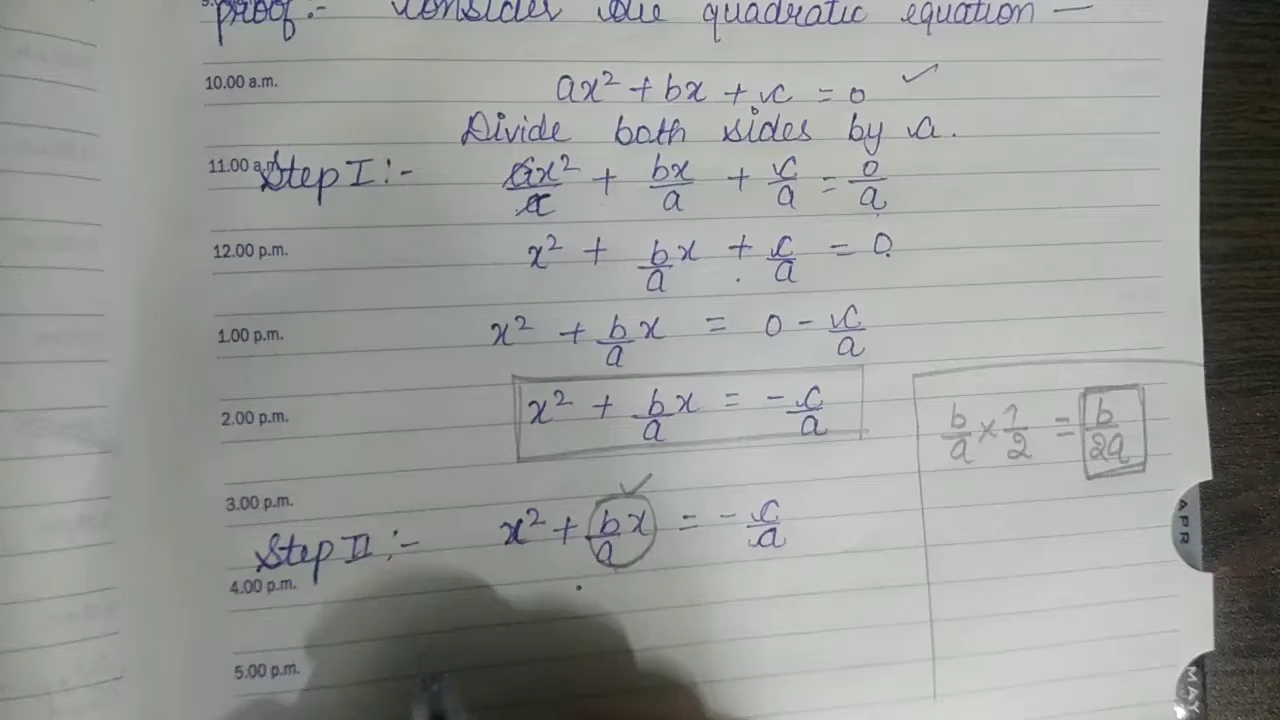 proof :- Consider the quadratic equation —
10.00 a.m.
ax² + bx + c = 0 ✓
Divide both sides by a.
11.00 a.m.
Step I :- ax²/a + bx/a + c/a = 0/a
12.00 p.m.
x² + b/a x + c/a = 0
1.00 p.m.
x² + b/a x = 0 - c/a
2.00 p.m.
x² + b/a x = - c/a
b/a × 1/2 = b/2a
3.00 p.m.
Step II :- x² + b/a x = - c/a
4.00 p.m.
5.00 p.m.
APR
MAY